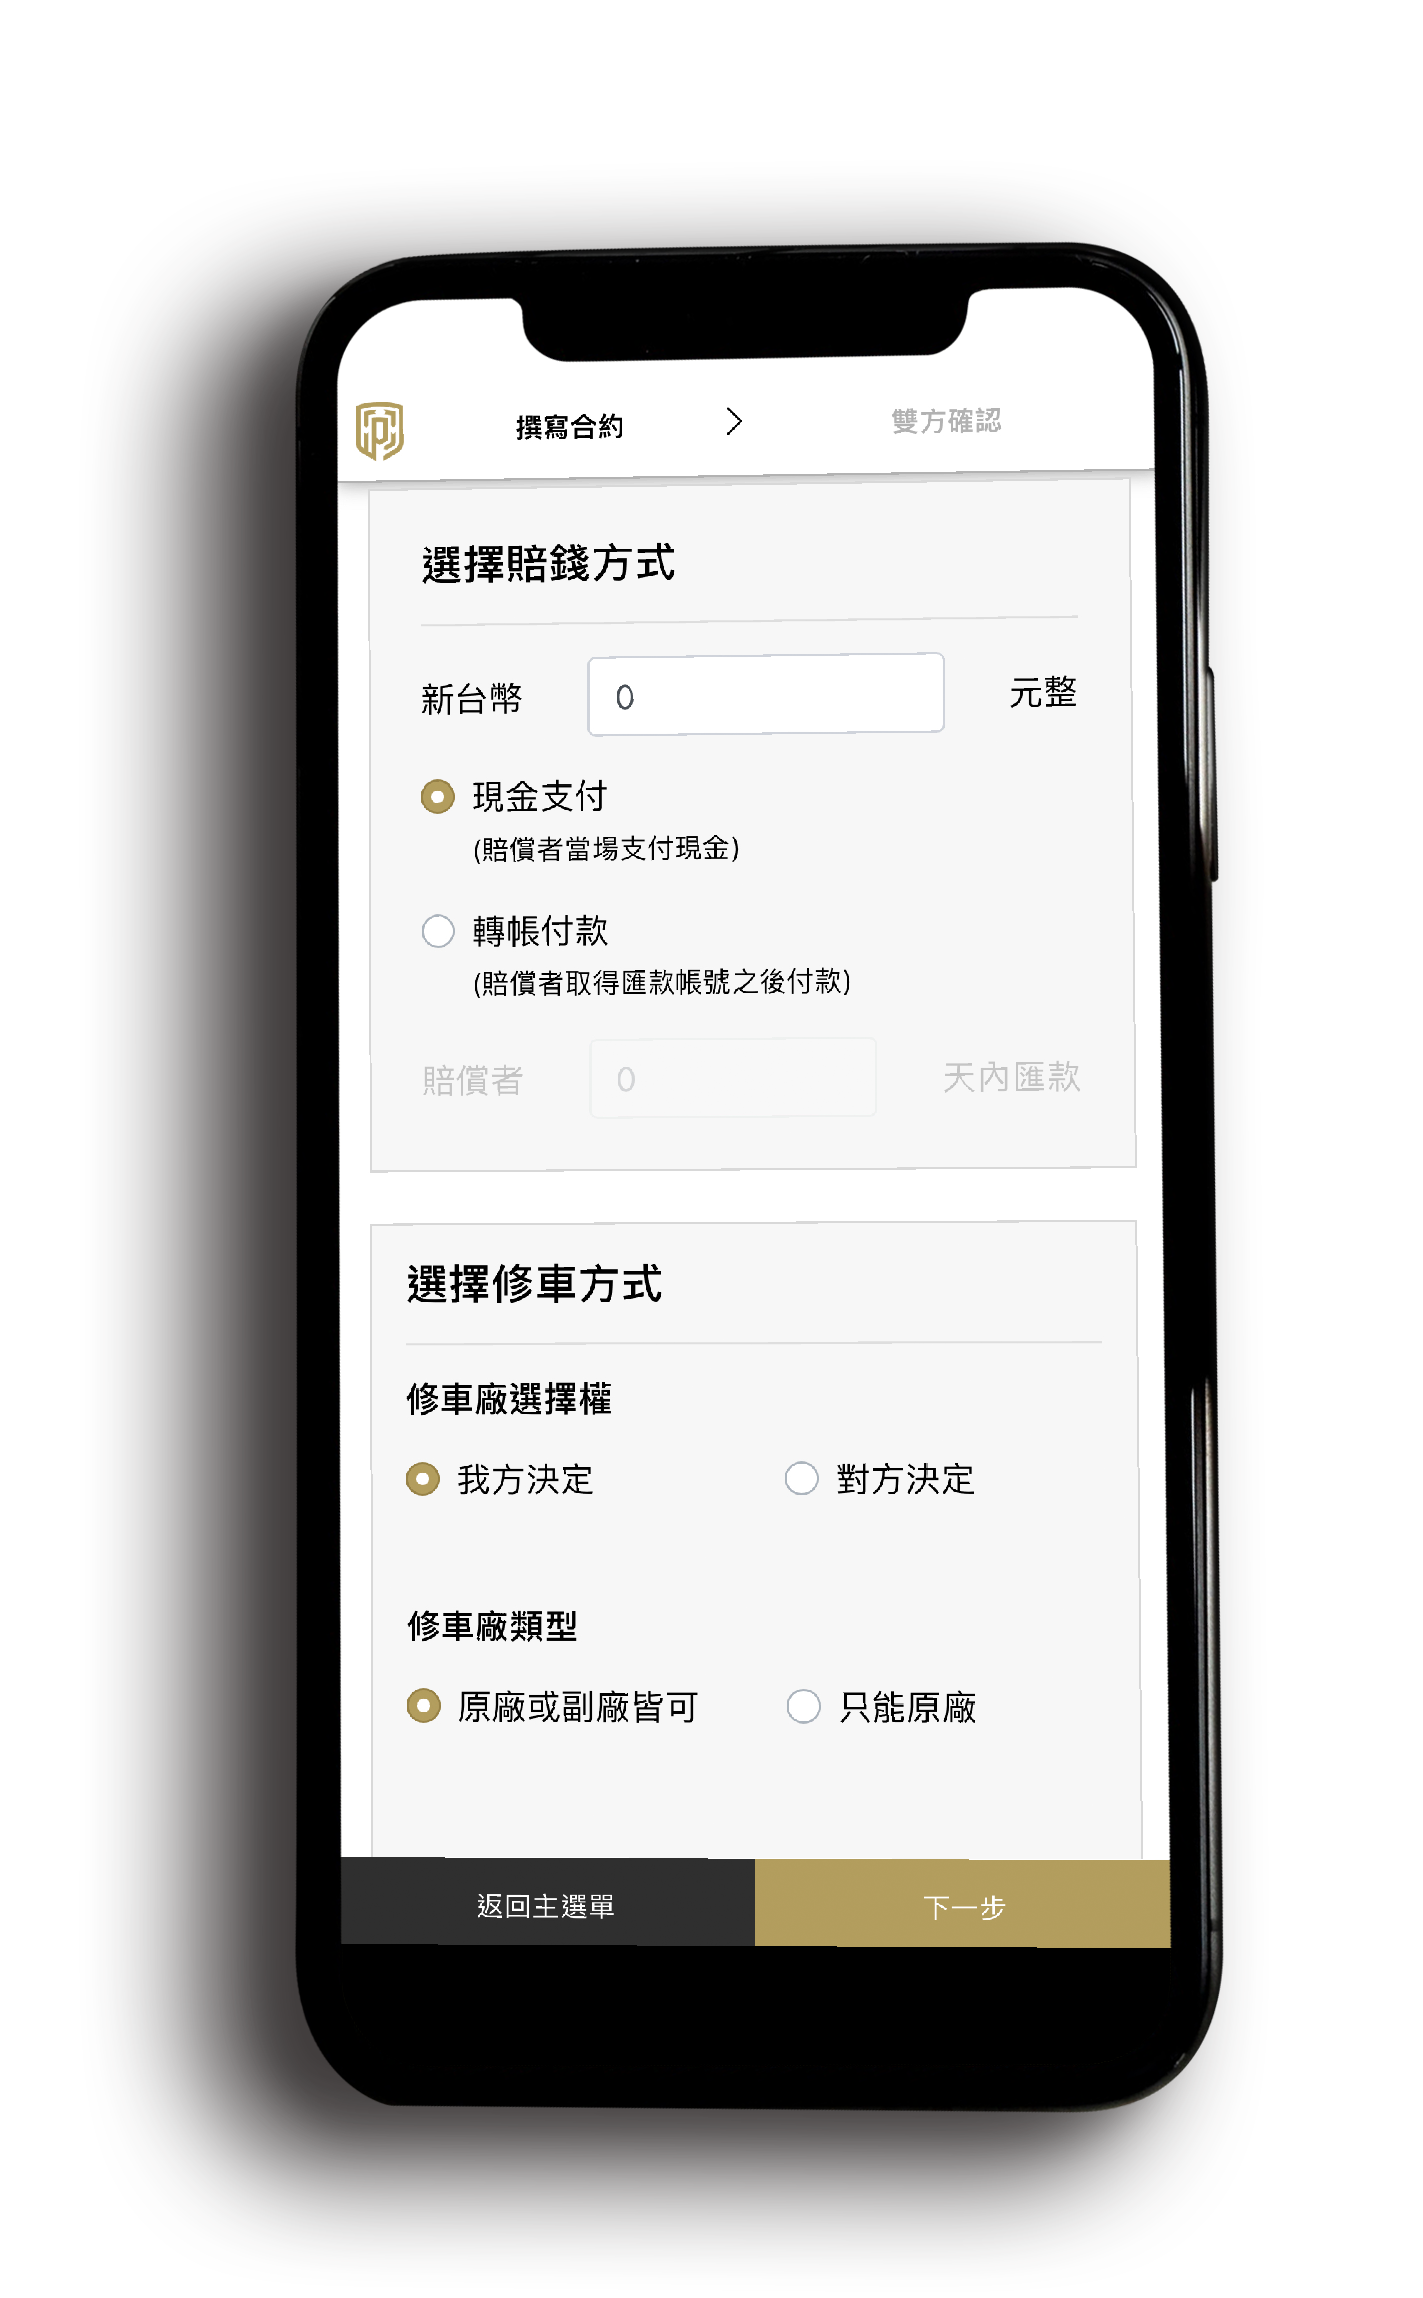 撰寫合約 > 雙方確認
選擇賠錢方式
新台幣 0 元整
現金支付
(賠償者當場支付現金)
轉帳付款
(賠償者取得匯款帳號之後付款)
賠償者 0 天內匯款
選擇修車方式
修車廠選擇權
我方決定 對方決定
修車廠類型
原廠或副廠皆可 只能原廠
返回主選單 下一步